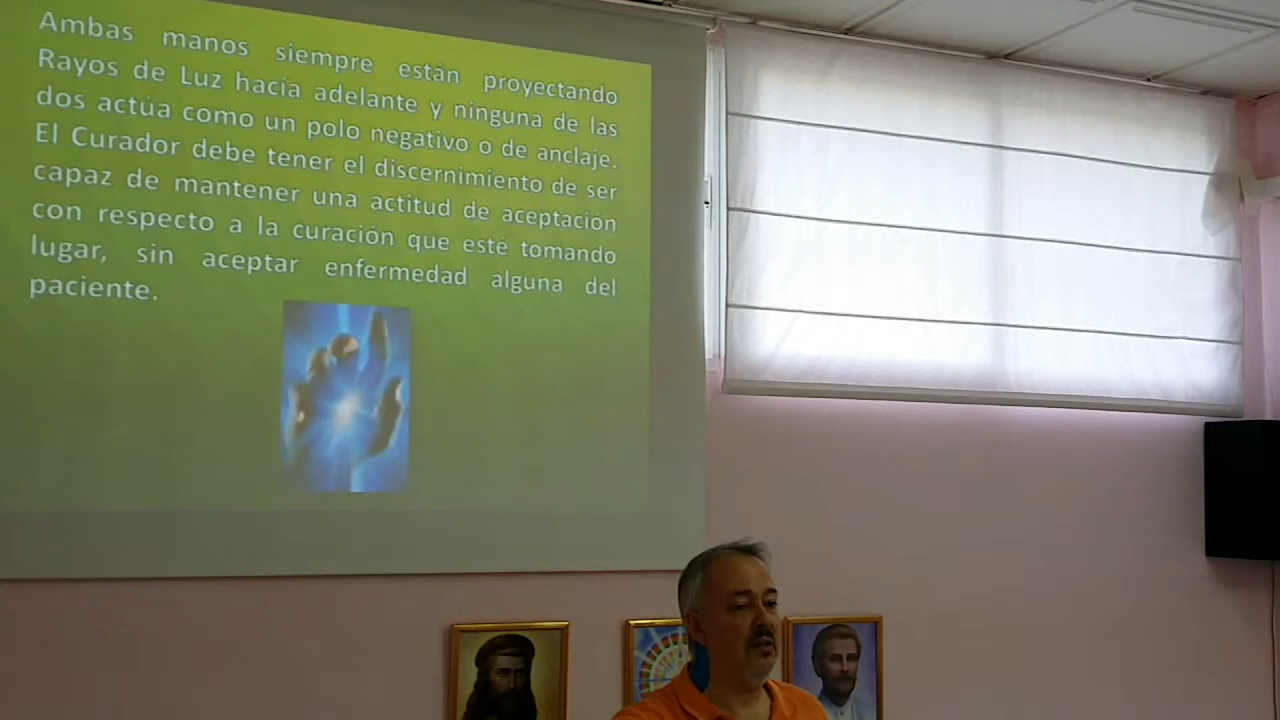 Ambas manos siempre están proyectando
Rayos de Luz hacía adelante y ninguna de las
dos actúa como un polo negativo o de anclaje.
El Curador debe tener el discernimiento de ser
capaz de mantener una actitud de aceptación
con respecto a la curación que esté tomando
lugar, sin aceptar enfermedad alguna del
paciente.